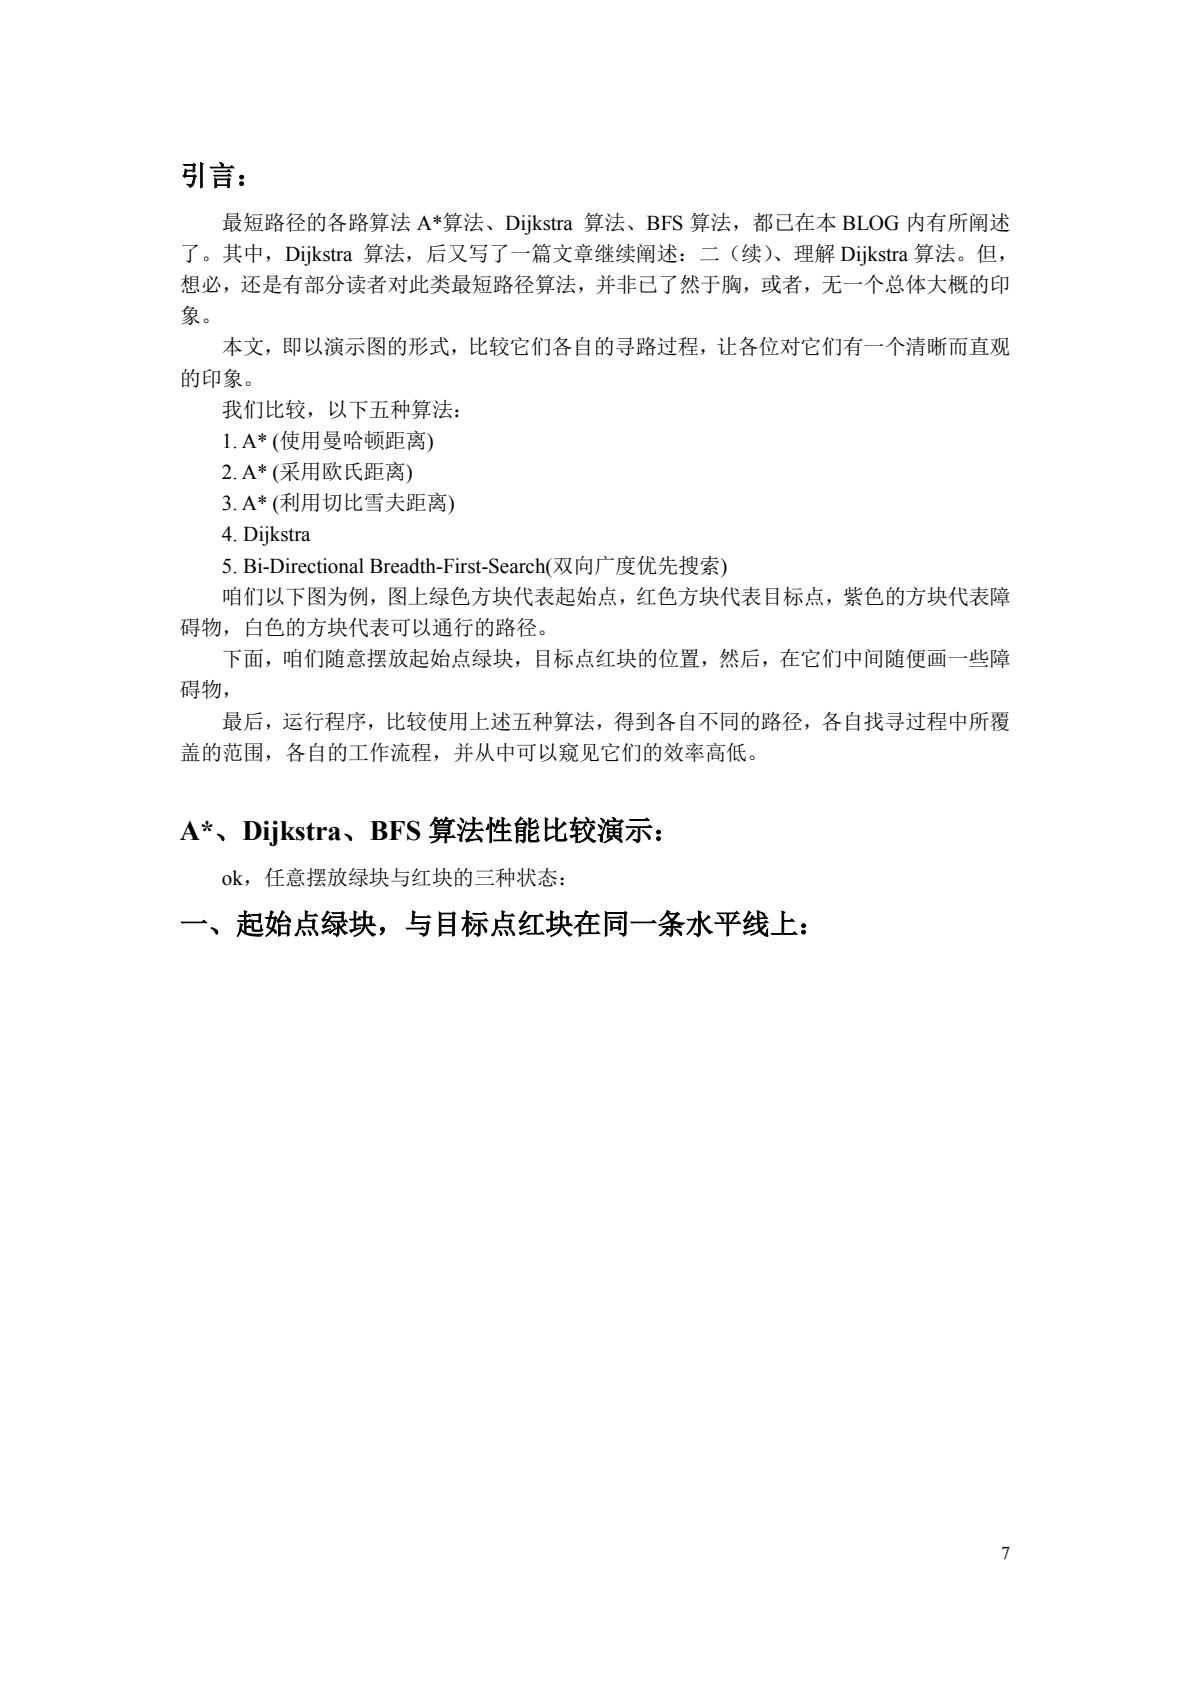 引言：
最短路径的各路算法 A*算法、Dijkstra 算法、BFS 算法，都已在本 BLOG 内有所阐述
了。其中，Dijkstra 算法，后又写了一篇文章继续阐述：二（续）、理解 Dijkstra 算法。但，
想必，还是有部分读者对此类最短路径算法，并非已了然于胸，或者，无一个总体大概的印
象。
本文，即以演示图的形式，比较它们各自的寻路过程，让各位对它们有一个清晰而直观
的印象。
我们比较，以下五种算法：
1. A* (使用曼哈顿距离)
2. A* (采用欧氏距离)
3. A* (利用切比雪夫距离)
4. Dijkstra
5. Bi-Directional Breadth-First-Search(双向广度优先搜索)
咱们以下图为例，图上绿色方块代表起始点，红色方块代表目标点，紫色的方块代表障
碍物，白色的方块代表可以通行的路径。
下面，咱们随意摆放起始点绿块，目标点红块的位置，然后，在它们中间随便画一些障
碍物，
最后，运行程序，比较使用上述五种算法，得到各自不同的路径，各自找寻过程中所覆
盖的范围，各自的工作流程，并从中可以窥见它们的效率高低。
A*、Dijkstra、BFS 算法性能比较演示：
ok，任意摆放绿块与红块的三种状态：
一、起始点绿块，与目标点红块在同一条水平线上：
7